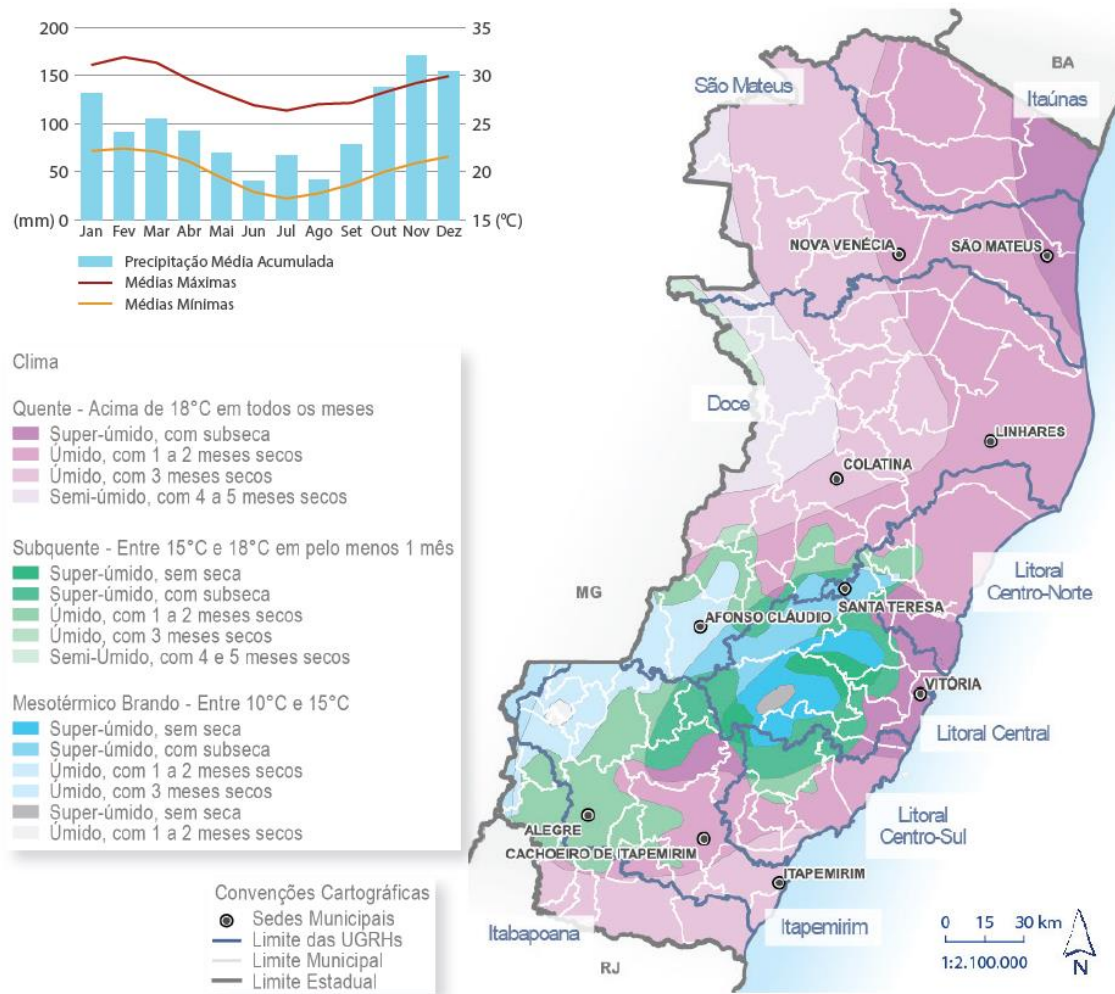 200
150
100
50
(mm) 0
35
30
25
20
15 (ºC)
Jan Fev Mar Abr Mai Jun Jul Ago Set Out Nov Dez
Precipitação Média Acumulada
Médias Máximas
Médias Mínimas
Clima
Quente - Acima de 18°C em todos os meses
Super-úmido, com subseca
Úmido, com 1 a 2 meses secos
Úmido, com 3 meses secos
Semi-úmido, com 4 a 5 meses secos
Subquente - Entre 15°C e 18°C em pelo menos 1 mês
Super-úmido, sem seca
Super-úmido, com subseca
Úmido, com 1 a 2 meses secos
Úmido, com 3 meses secos
Semi-Úmido, com 4 e 5 meses secos
Mesotérmico Brando - Entre 10°C e 15°C
Super-úmido, sem seca
Super-úmido, com subseca
Úmido, com 1 a 2 meses secos
Úmido, com 3 meses secos
Super-úmido, sem seca
Úmido, com 1 a 2 meses secos
Convenções Cartográficas
Sedes Municipais
Limite das UGRHs
Limite Municipal
Limite Estadual
BA
São Mateus
Itaúnas
NOVA VENÉCIA
SÃO MATEUS
Doce
LINHARES
COLATINA
MG
Litoral
Centro-Norte
SANTA TERESA
AFONSO CLÁUDIO
VITÓRIA
Litoral Central
Litoral
Centro-Sul
ALEGRE
CACHOEIRO DE ITAPEMIRIM
ITAPEMIRIM
Itabapoana
Itapemirim
RJ
0 15 30 km
1:2.100.000
N